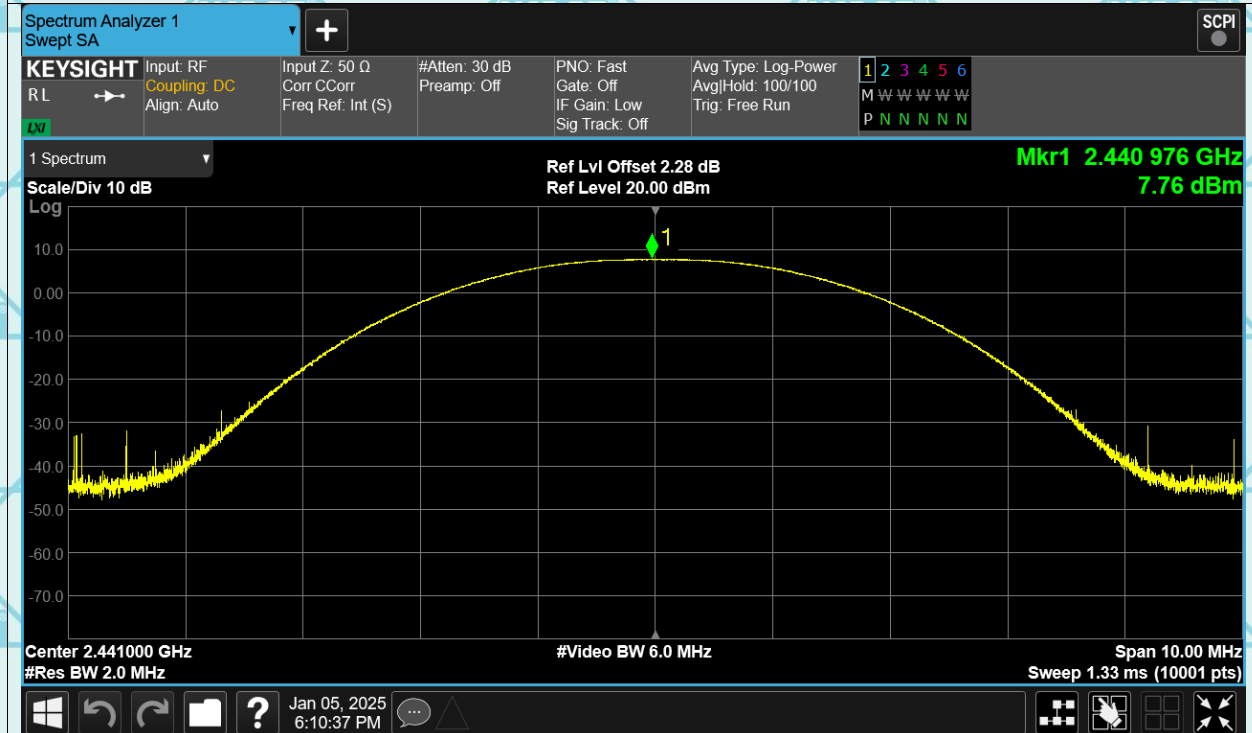 Spectrum Analyzer 1
Swept SA
+
SCPI
KEYSIGHT
R L
LXI
Input: RF
Coupling: DC
Align: Auto
Input Z: 50 Ω
Corr CCorr
Freq Ref: Int (S)
#Atten: 30 dB
Preamp: Off
PNO: Fast
Gate: Off
IF Gain: Low
Sig Track: Off
Avg Type: Log-Power
Avg|Hold: 100/100
Trig: Free Run
1 2 3 4 5 6
M W W W W W
P N N N N N
1 Spectrum
Scale/Div 10 dB
Log
Ref Lvl Offset 2.28 dB
Ref Level 20.00 dBm
Mkr1 2.440 976 GHz
7.76 dBm
1
10.0
0.00
-10.0
-20.0
-30.0
-40.0
-50.0
-60.0
-70.0
Center 2.441000 GHz
#Res BW 2.0 MHz
#Video BW 6.0 MHz
Span 10.00 MHz
Sweep 1.33 ms (10001 pts)
?
Jan 05, 2025
6:10:37 PM